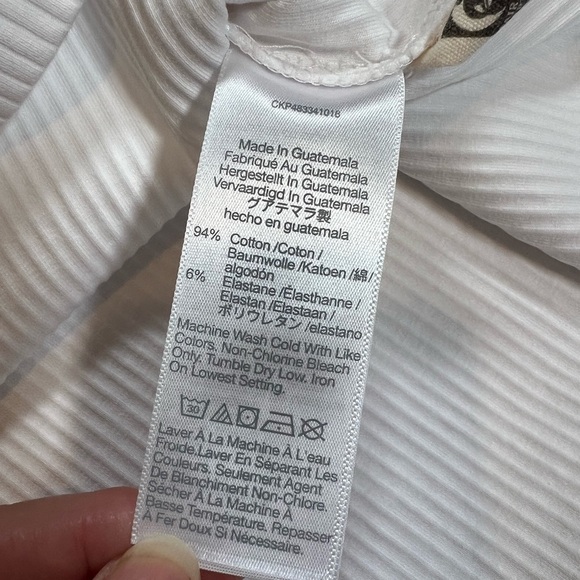 CKP483341016
Made In Guatemala
Fabriqué Au Guatemala
Hergestellt In Guatemala
Vervaardigd In Guatemala
グアテマラ製
hecho en guatemala
94% Cotton /Coton /
Baumwolle /Katoen /綿/
algodón
6% Elastane /Élasthanne /
Elastan /Elastaan /
ポリウレタン /elastano
Machine Wash Cold With Like
Colors. Non-Chlorine Bleach
Only. Tumble Dry Low. Iron
On Lowest Setting.
30
Laver À La Machine À L'eau
Froide.Laver En Séparant Les
Couleurs. Seulement Agent
De Blanchiment Non-Chlore.
Sécher À La Machine À
Basse Température. Repasser
À Fer Doux Si Nécessaire.